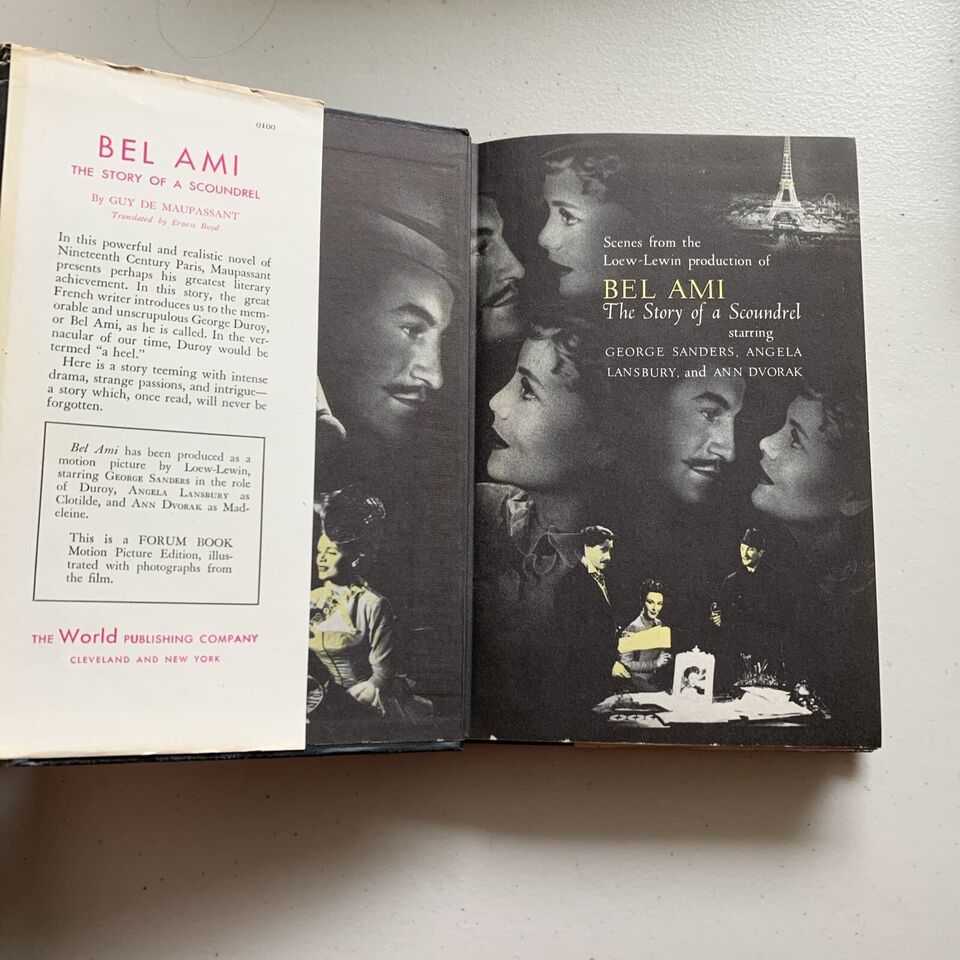 0100
BEL AMI
THE STORY OF A SCOUNDREL
By GUY DE MAUPASSANT
Translated by Ernest Boyd
In this powerful and realistic novel of
Nineteenth Century Paris, Maupassant
presents perhaps his greatest literary
achievement. In this story, the great
French writer introduces us to the mem-
orable and unscrupulous George Duroy,
or Bel Ami, as he is called. In the ver-
nacular of our time, Duroy would be
termed "a heel."
Here is a story teeming with intense
drama, strange passions, and intrigue—
a story which, once read, will never be
forgotten.
Bel Ami has been produced as a
motion picture by Loew-Lewin,
starring GEORGE SANDERS in the role
of Duroy, ANGELA LANSBURY as
Clotilde, and ANN DVORAK as Mad-
eleine.
This is a FORUM BOOK
Motion Picture Edition, illus-
trated with photographs from
the film.
THE World PUBLISHING COMPANY
CLEVELAND AND NEW YORK
Scenes from the
Loew-Lewin production of
BEL AMI
The Story of a Scoundrel
starring
GEORGE SANDERS, ANGELA
LANSBURY, and ANN DVORAK